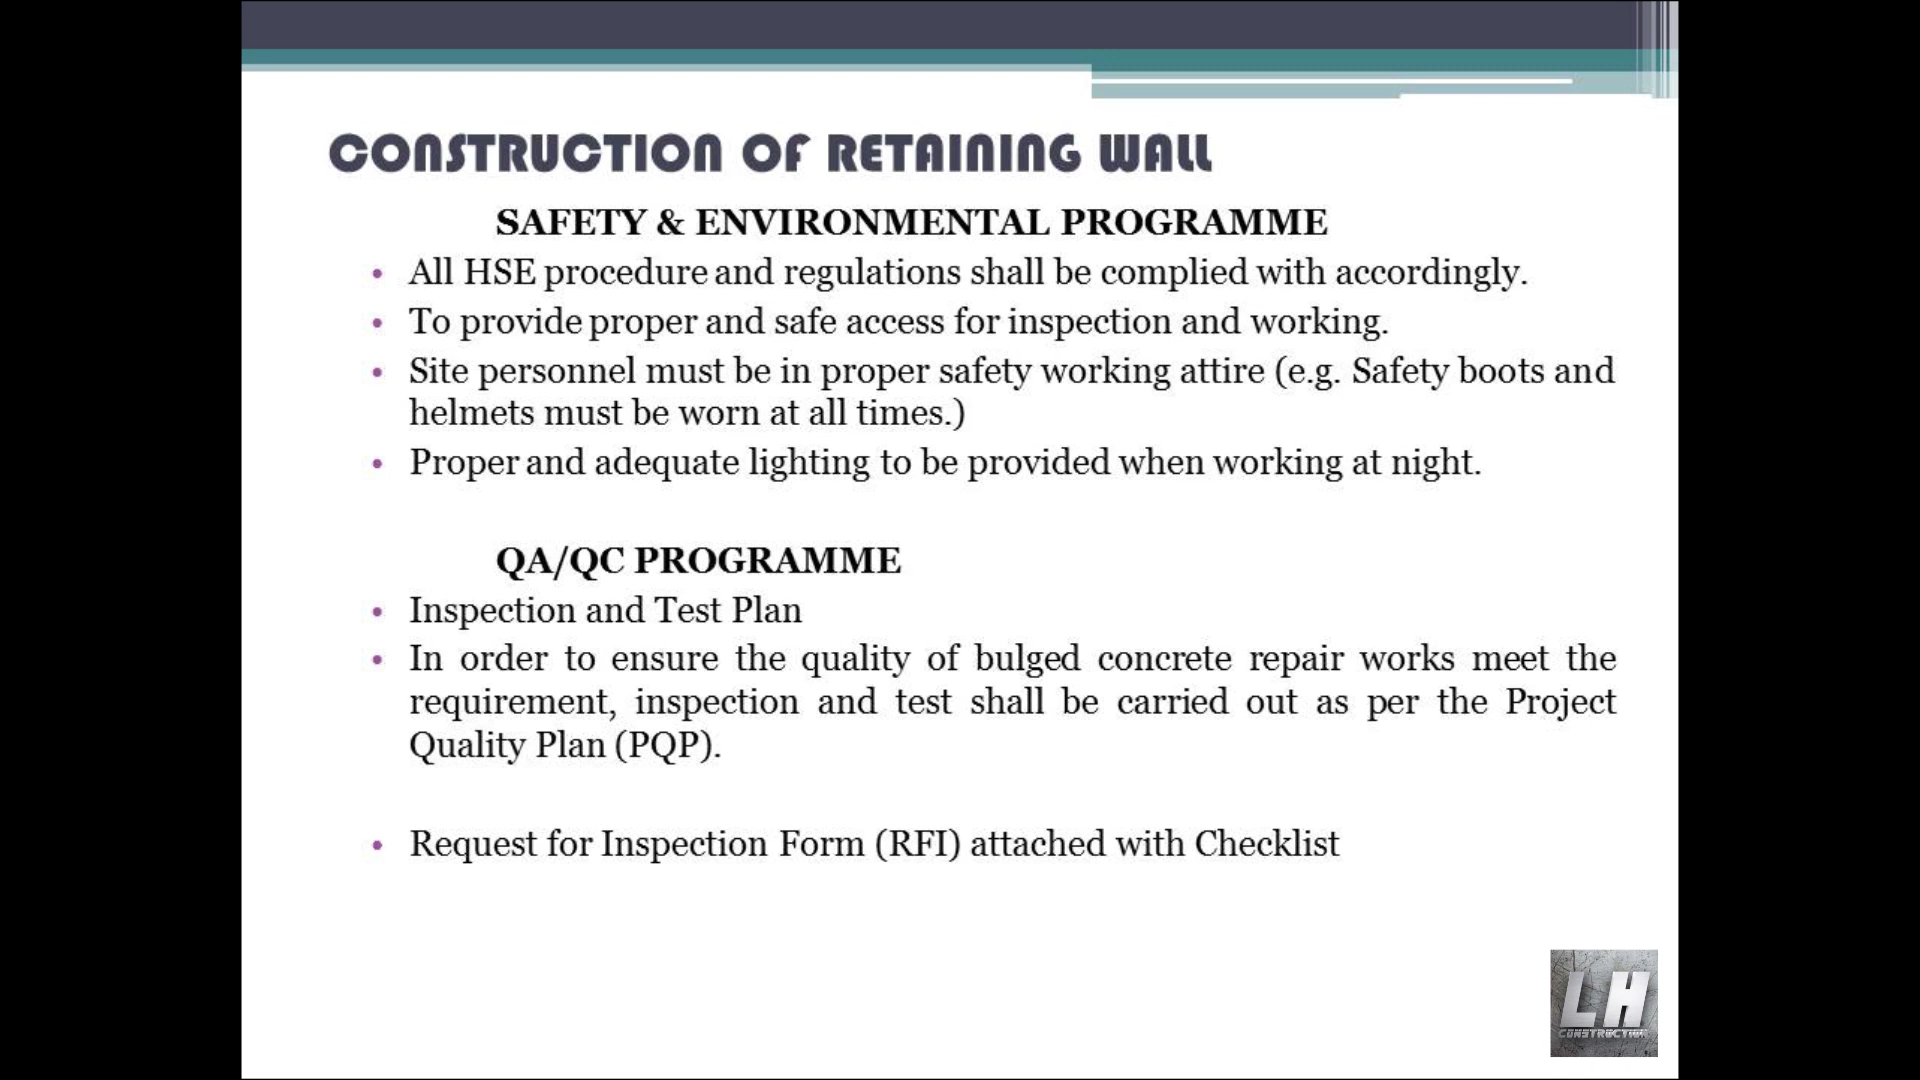 CONSTRUCTION OF RETAINING WALL
SAFETY & ENVIRONMENTAL PROGRAMME
• All HSE procedure and regulations shall be complied with accordingly.
• To provide proper and safe access for inspection and working.
• Site personnel must be in proper safety working attire (e.g. Safety boots and
helmets must be worn at all times.)
• Proper and adequate lighting to be provided when working at night.
QA/QC PROGRAMME
• Inspection and Test Plan
• In order to ensure the quality of bulged concrete repair works meet the
requirement, inspection and test shall be carried out as per the Project
Quality Plan (PQP).
• Request for Inspection Form (RFI) attached with Checklist
LH
CONSTRUCTION